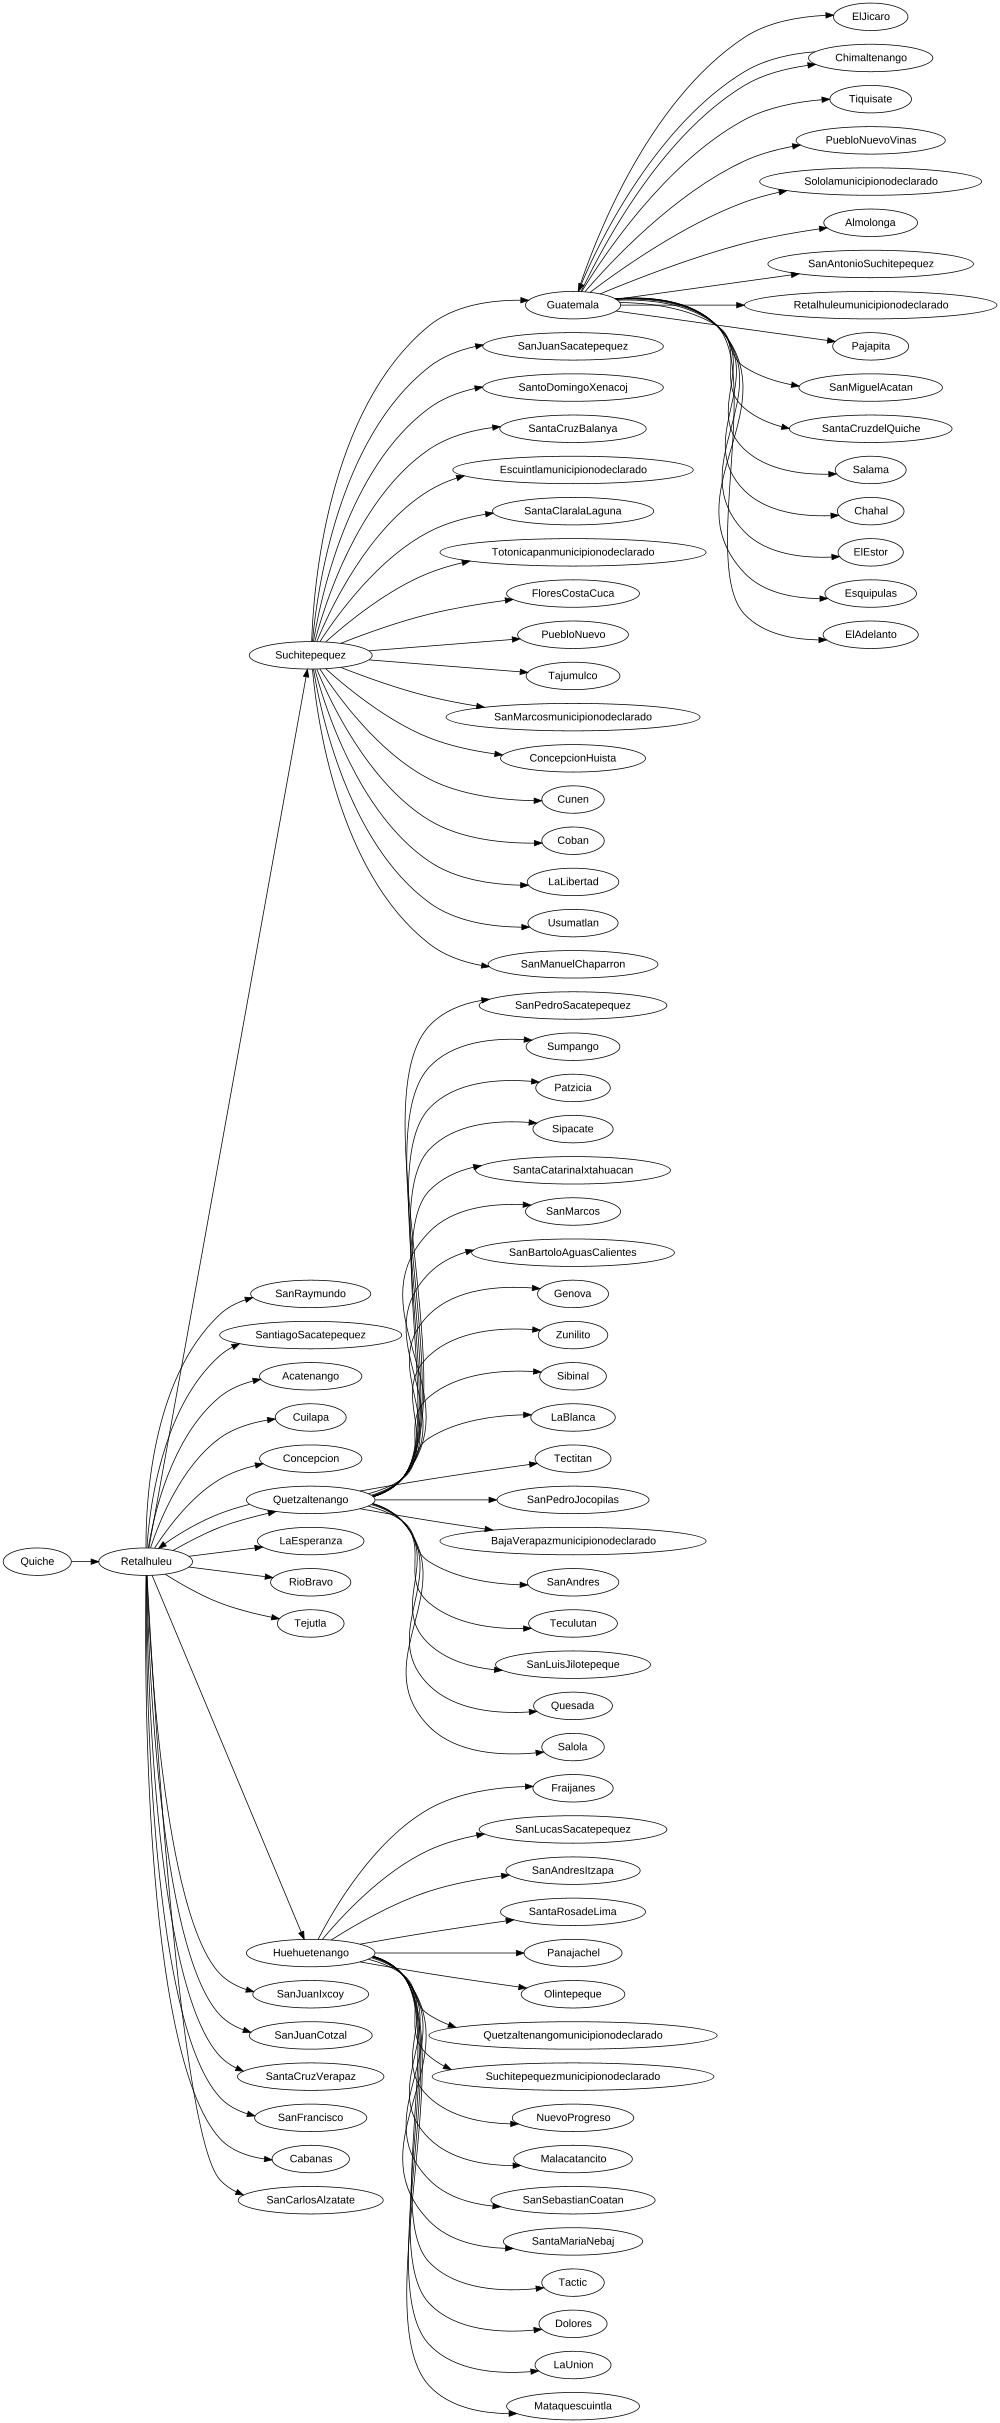 ElJicaro
Chimaltenango
Tiquisate
PuebloNuevoVinas
Sololamunicipionodeclarado
Almolonga
SanAntonioSuchitepequez
Guatemala
Retalhuleumunicipionodeclarado
Pajapita
SanJuanSacatepequez
SanMiguelAcatan
SantoDomingoXenacoj
SantaCruzdelQuiche
SantaCruzBalanya
Salama
Escuintlamunicipionodeclarado
Chahal
SantaClaralaLaguna
ElEstor
Totonicapanmunicipionodeclarado
Esquipulas
FloresCostaCuca
ElAdelanto
PuebloNuevo
Suchitepequez
Tajumulco
SanMarcosmunicipionodeclarado
ConcepcionHuista
Cunen
Coban
LaLibertad
Usumatlan
SanManuelChaparron
SanPedroSacatepequez
Sumpango
Patzicia
Sipacate
SantaCatarinaIxtahuacan
SanMarcos
SanBartoloAguasCalientes
SanRaymundo
Genova
SantiagoSacatepequez
Zunilito
Acatenango
Sibinal
Cuilapa
LaBlanca
Concepcion
Tectitan
Quetzaltenango
SanPedroJocopilas
LaEsperanza
BajaVerapazmunicipionodeclarado
Quiche
Retalhuleu
RioBravo
SanAndres
Tejutla
Teculutan
SanLuisJilotepeque
Quesada
Salola
Fraijanes
SanLucasSacatepequez
SanAndresItzapa
SantaRosadeLima
Huehuetenango
Panajachel
SanJuanIxcoy
Olintepeque
SanJuanCotzal
Quetzaltenangomunicipionodeclarado
SantaCruzVerapaz
Suchitepequezmunicipionodeclarado
SanFrancisco
NuevoProgreso
Cabanas
Malacatancito
SanCarlosAlzatate
SanSebastianCoatan
SantaMariaNebaj
Tactic
Dolores
LaUnion
Mataquescuintla